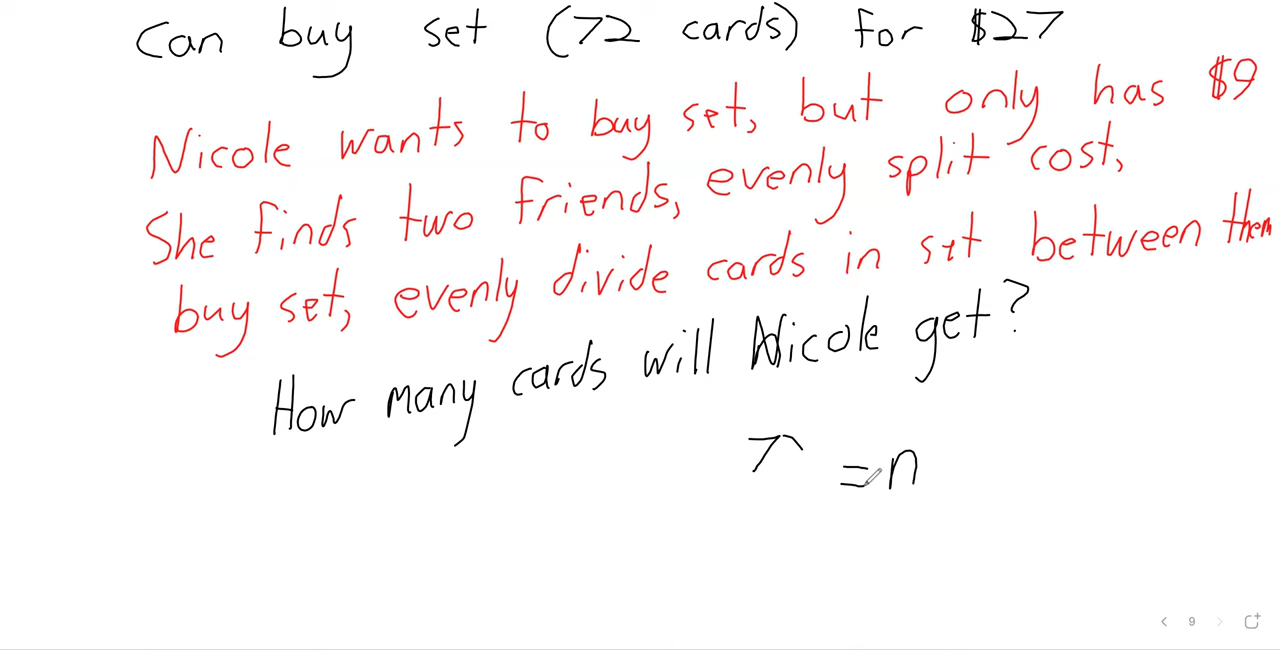 Can buy set (72 cards) for $27
Nicole wants to buy set, but only has $9
She finds two friends, evenly split cost,
buy set, evenly divide cards in set between them
How many cards will Nicole get?
= n
9